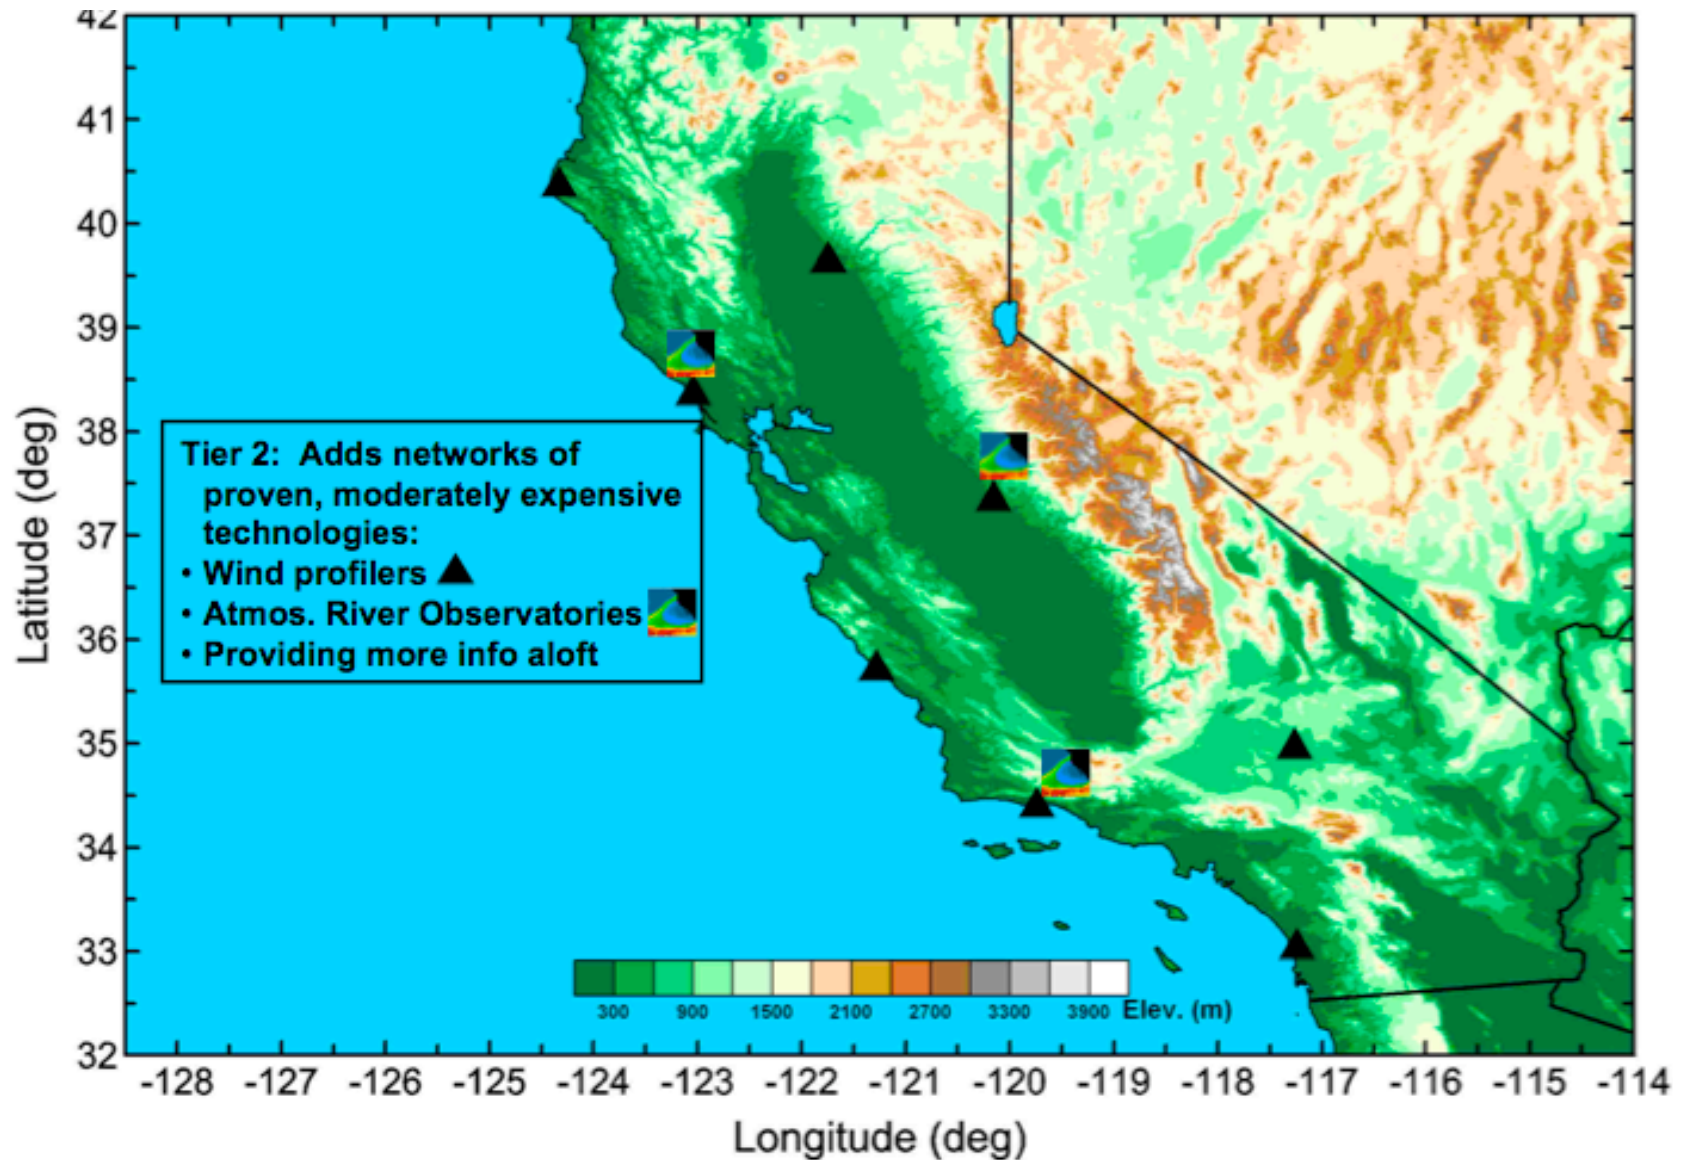 42
41
40
39
38
37
36
35
34
33
32
Latitude (deg)
Tier 2: Adds networks of
proven, moderately expensive
technologies:
• Wind profilers
• Atmos. River Observatories
• Providing more info aloft
300 900 1500 2100 2700 3300 3900 Elev. (m)
-128 -127 -126 -125 -124 -123 -122 -121 -120 -119 -118 -117 -116 -115 -114
Longitude (deg)